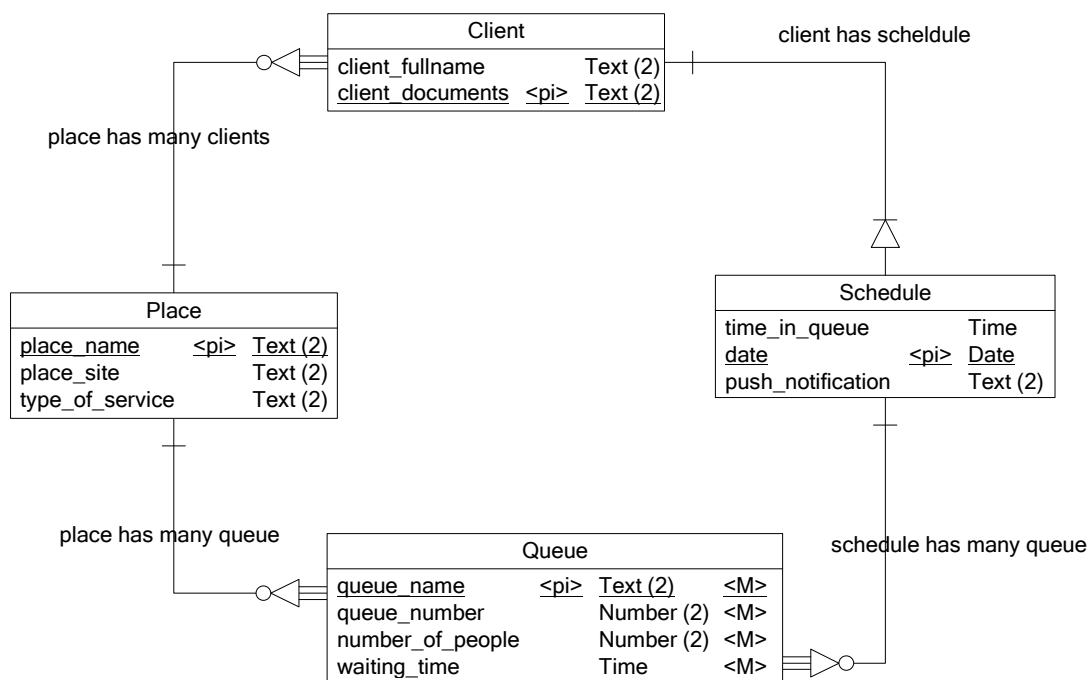 Client
client_fullname Text (2)
client_documents <pi> Text (2)
client has scheldule
place has many clients
Place
place_name <pi> Text (2)
place_site Text (2)
type_of_service Text (2)
Schedule
time_in_queue Time
date <pi> Date
push_notification Text (2)
place has many queue
schedule has many queue
Queue
queue_name <pi> Text (2) <M>
queue_number Number (2) <M>
number_of_people Number (2) <M>
waiting_time Time <M>